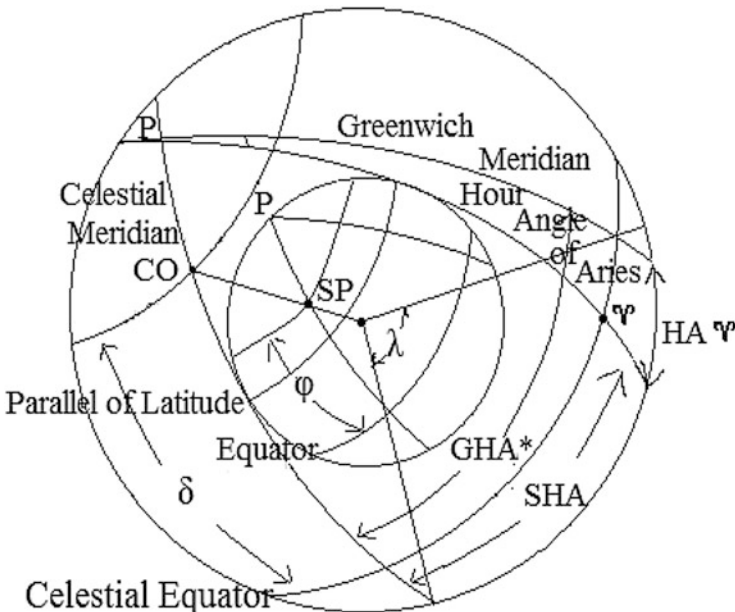 P
Greenwich
Meridian
Celestial
Meridian
P
Hour
Angle
of
Aries
CO
SP
♈
λ
HA ♈
Parallel of Latitude
φ
Equator
GHA*
SHA
δ
Celestial Equator